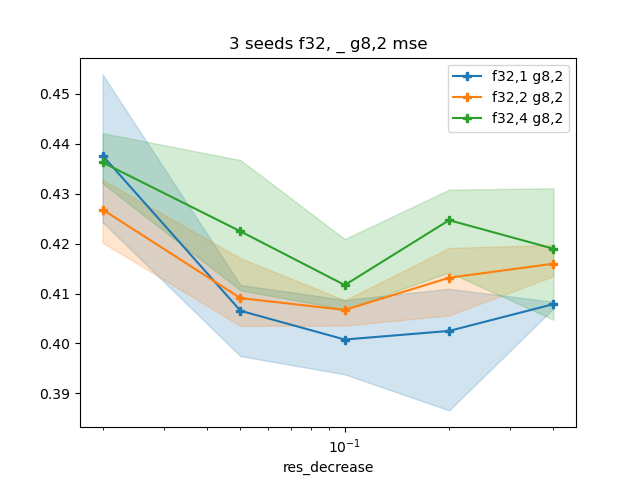 3 seeds f32, _ g8,2 mse
f32,1 g8,2
f32,2 g8,2
f32,4 g8,2
0.45
0.44
0.43
0.42
0.41
0.40
0.39
10⁻¹
res_decrease